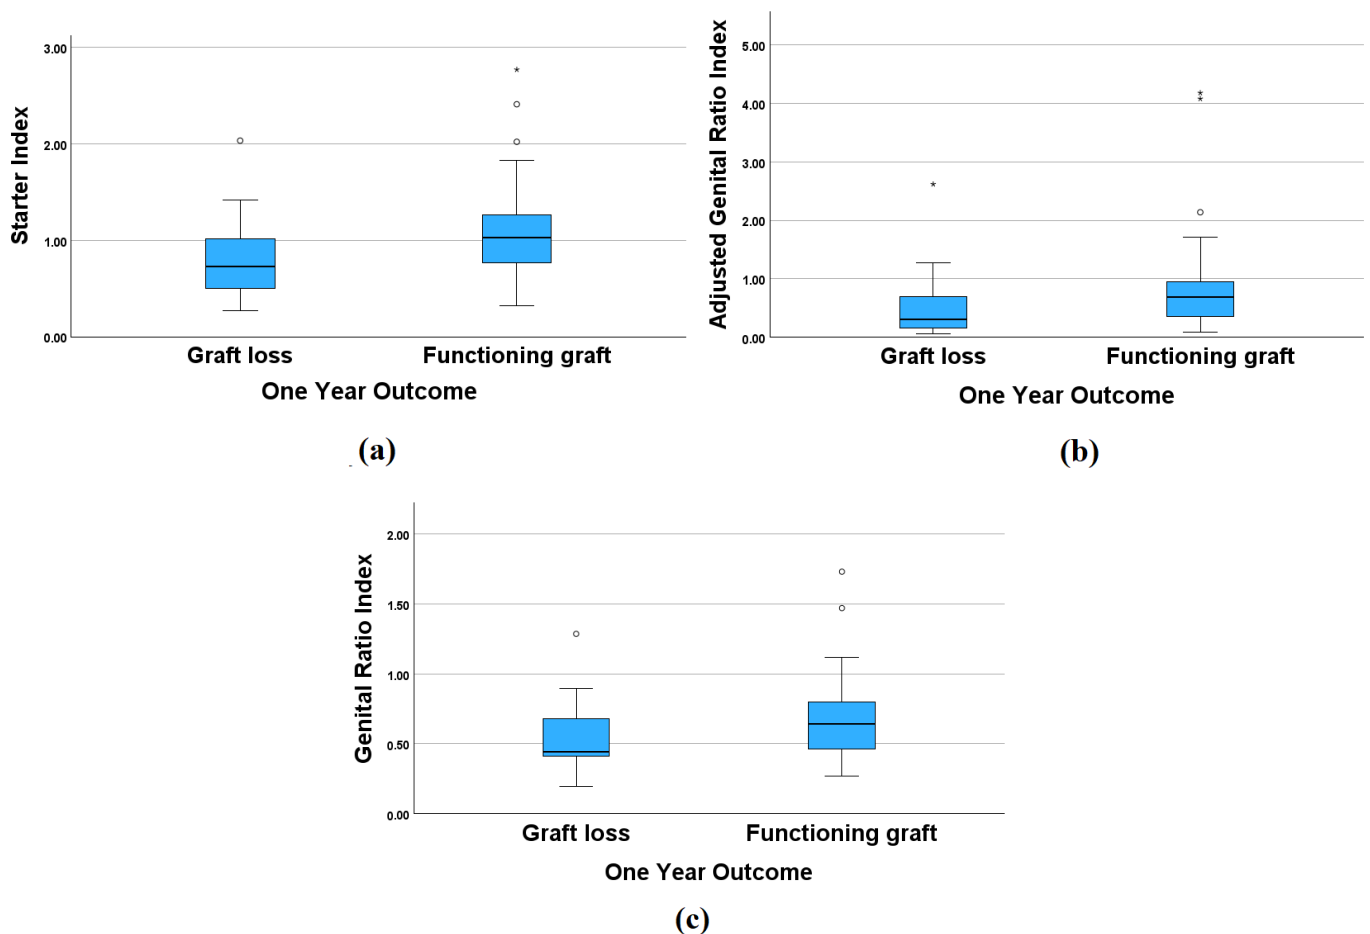 Starter Index
3.00
2.00
1.00
0.00
Graft loss
Functioning graft
One Year Outcome
(a)
Adjusted Genital Ratio Index
5.00
4.00
3.00
2.00
1.00
0.00
Graft loss
Functioning graft
One Year Outcome
(b)
Genital Ratio Index
2.00
1.50
1.00
0.50
0.00
Graft loss
Functioning graft
One Year Outcome
(c)